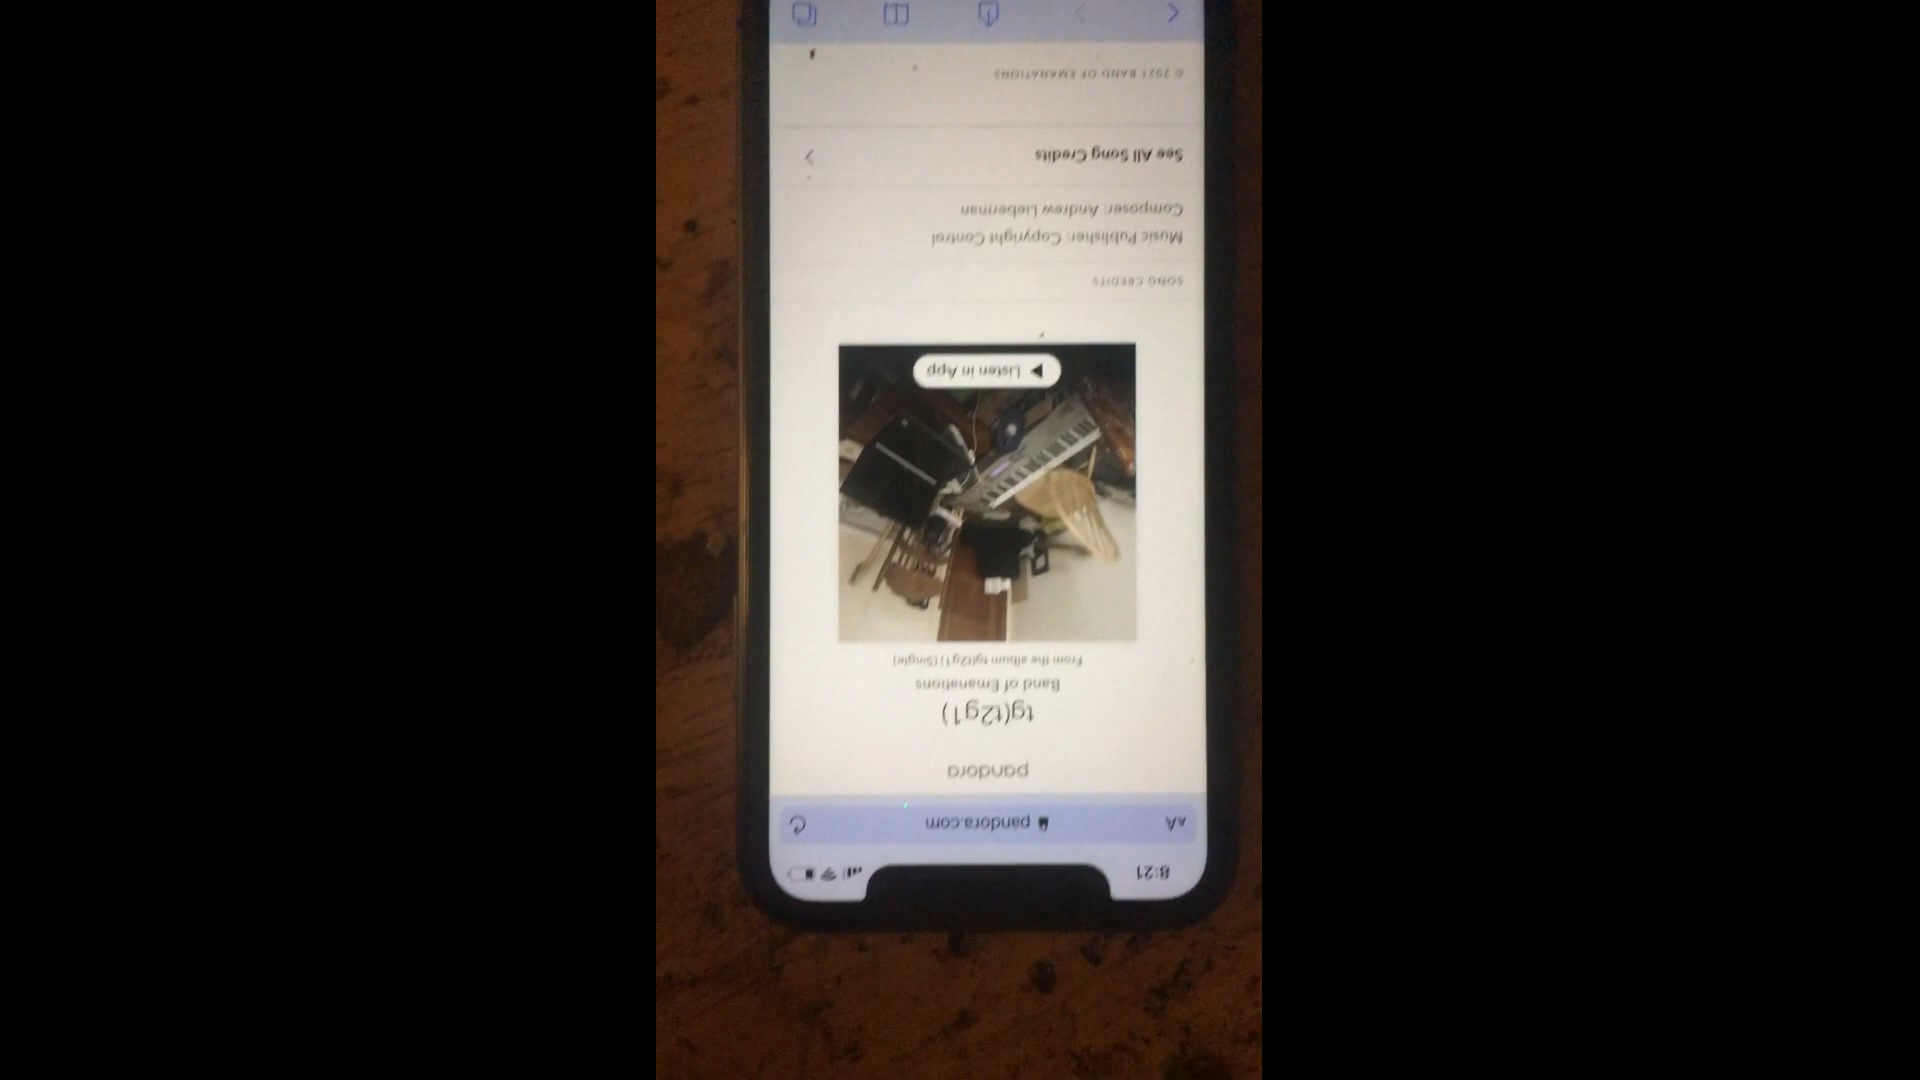 8:21
AA pandora.com
pandora
tg(t2g1)
Band of Emanations
From the album tg(t2g1) (Single)
Listen in App
SONG CREDITS
Music Publisher: Copyright Control
Composer: Andrew Lieberman
See All Song Credits
© 2021 BAND OF EMANATIONS